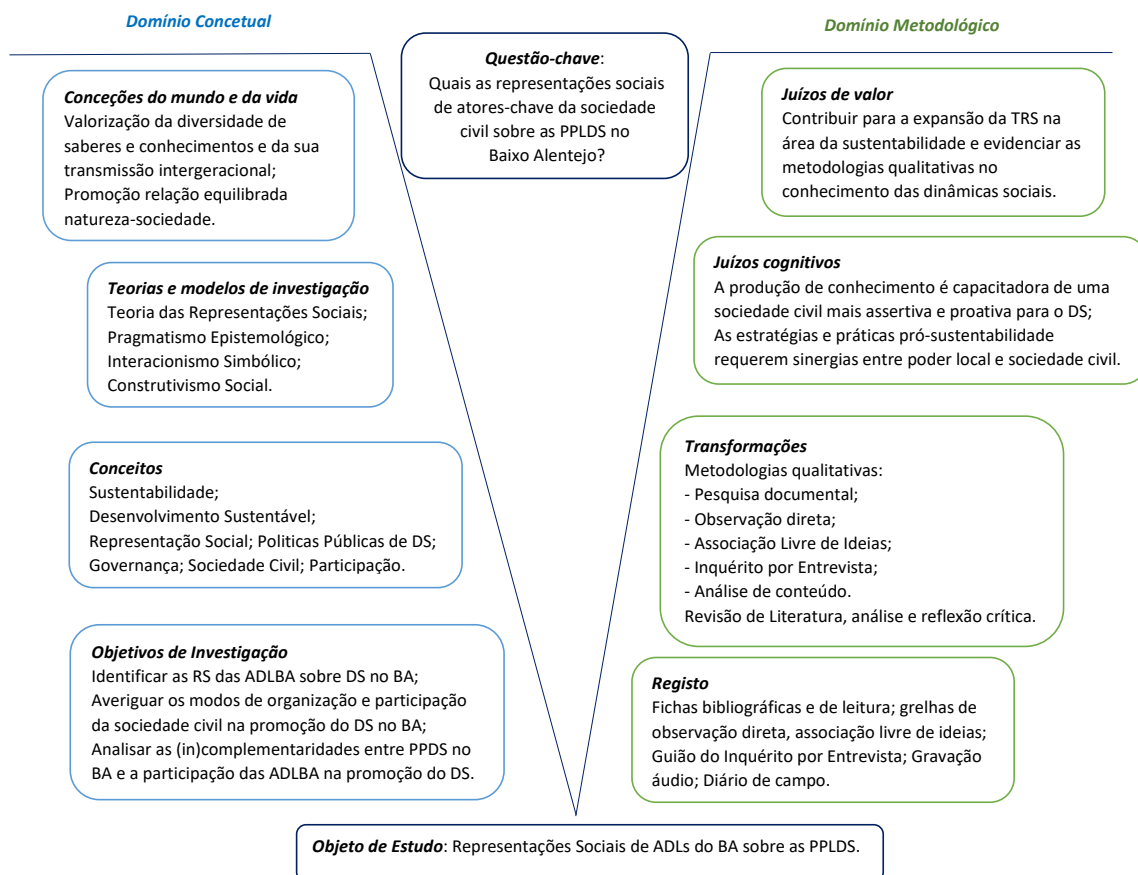 Domínio Concetual
Domínio Metodológico
Questão-chave:
Quais as representações sociais
de atores-chave da sociedade
civil sobre as PPLDS no
Baixo Alentejo?
Conceções do mundo e da vida
Valorização da diversidade de
saberes e conhecimentos e da sua
transmissão intergeracional;
Promoção relação equilibrada
natureza-sociedade.
Teorias e modelos de investigação
Teoria das Representações Sociais;
Pragmatismo Epistemológico;
Interacionismo Simbólico;
Construtivismo Social.
Conceitos
Sustentabilidade;
Desenvolvimento Sustentável;
Representação Social; Politicas Públicas de DS;
Governança; Sociedade Civil; Participação.
Objetivos de Investigação
Identificar as RS das ADLBA sobre DS no BA;
Averiguar os modos de organização e participação
da sociedade civil na promoção do DS no BA;
Analisar as (in)complementaridades entre PPDS no
BA e a participação das ADLBA na promoção do DS.
Juízos de valor
Contribuir para a expansão da TRS na
área da sustentabilidade e evidenciar as
metodologias qualitativas no
conhecimento das dinâmicas sociais.
Juízos cognitivos
A produção de conhecimento é capacitadora de uma
sociedade civil mais assertiva e proativa para o DS;
As estratégias e práticas pró-sustentabilidade
requerem sinergias entre poder local e sociedade civil.
Transformações
Metodologias qualitativas:
- Pesquisa documental;
- Observação direta;
- Associação Livre de Ideias;
- Inquérito por Entrevista;
- Análise de conteúdo.
Revisão de Literatura, análise e reflexão crítica.
Registo
Fichas bibliográficas e de leitura; grelhas de
observação direta, associação livre de ideias;
Guião do Inquérito por Entrevista; Gravação
áudio; Diário de campo.
Objeto de Estudo: Representações Sociais de ADLs do BA sobre as PPLDS.